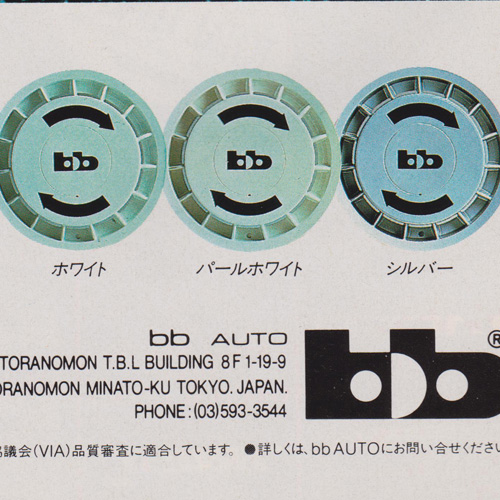 bb bb bb
ホワイト パールホワイト シルバー
bb AUTO
TORANOMON T.B.L BUILDING 8F 1-19-9
ORANOMON MINATO-KU TOKYO. JAPAN.
PHONE:(03)593-3544
bb®
議会(VIA)品質審査に適合しています。●詳しくは、bb AUTOにお問い合せください